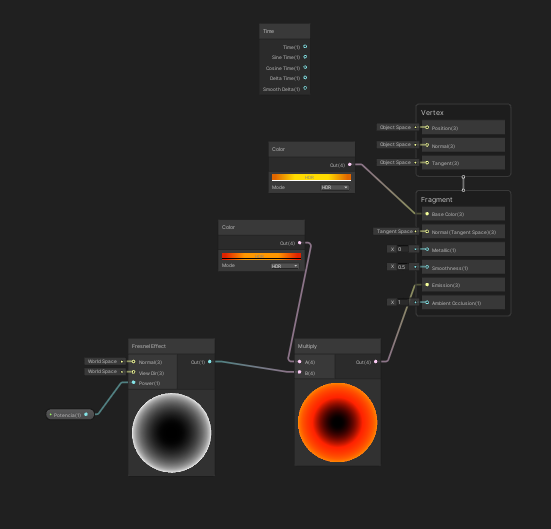 Time
Time(1)
Sine Time(1)
Cosine Time(1)
Delta Time(1)
Smooth Delta(1)
Vertex
Object Space
Position(3)
Object Space
Normal(3)
Object Space
Tangent(3)
Color
Out(4)
HDR
Mode
HDR
Fragment
Base Color(3)
Tangent Space
Normal (Tangent Space)(3)
X 0
Metallic(1)
X 0.5
Smoothness(1)
Emission(3)
X 1
Ambient Occlusion(1)
Color
Out(4)
Mode
HDR
Fresnel Effect
World Space
Normal(3)
Out(1)
World Space
View Dir(3)
Power(1)
Potencia(1)
Multiply
A(4)
Out(4)
B(4)